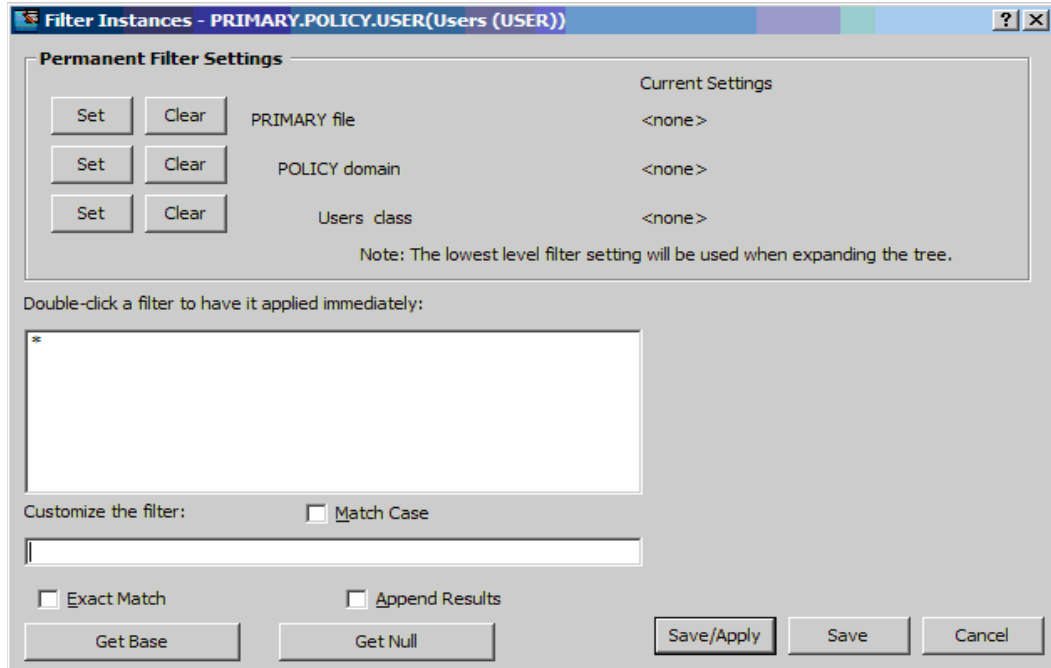 Filter Instances - PRIMARY.POLICY.USER(Users (USER))
Permanent Filter Settings
Current Settings
Set Clear PRIMARY file <none>
Set Clear POLICY domain <none>
Set Clear Users class <none>
Note: The lowest level filter setting will be used when expanding the tree.
Double-click a filter to have it applied immediately:
*
Customize the filter: Match Case
Exact Match Append Results
Get Base Get Null Save/Apply Save Cancel